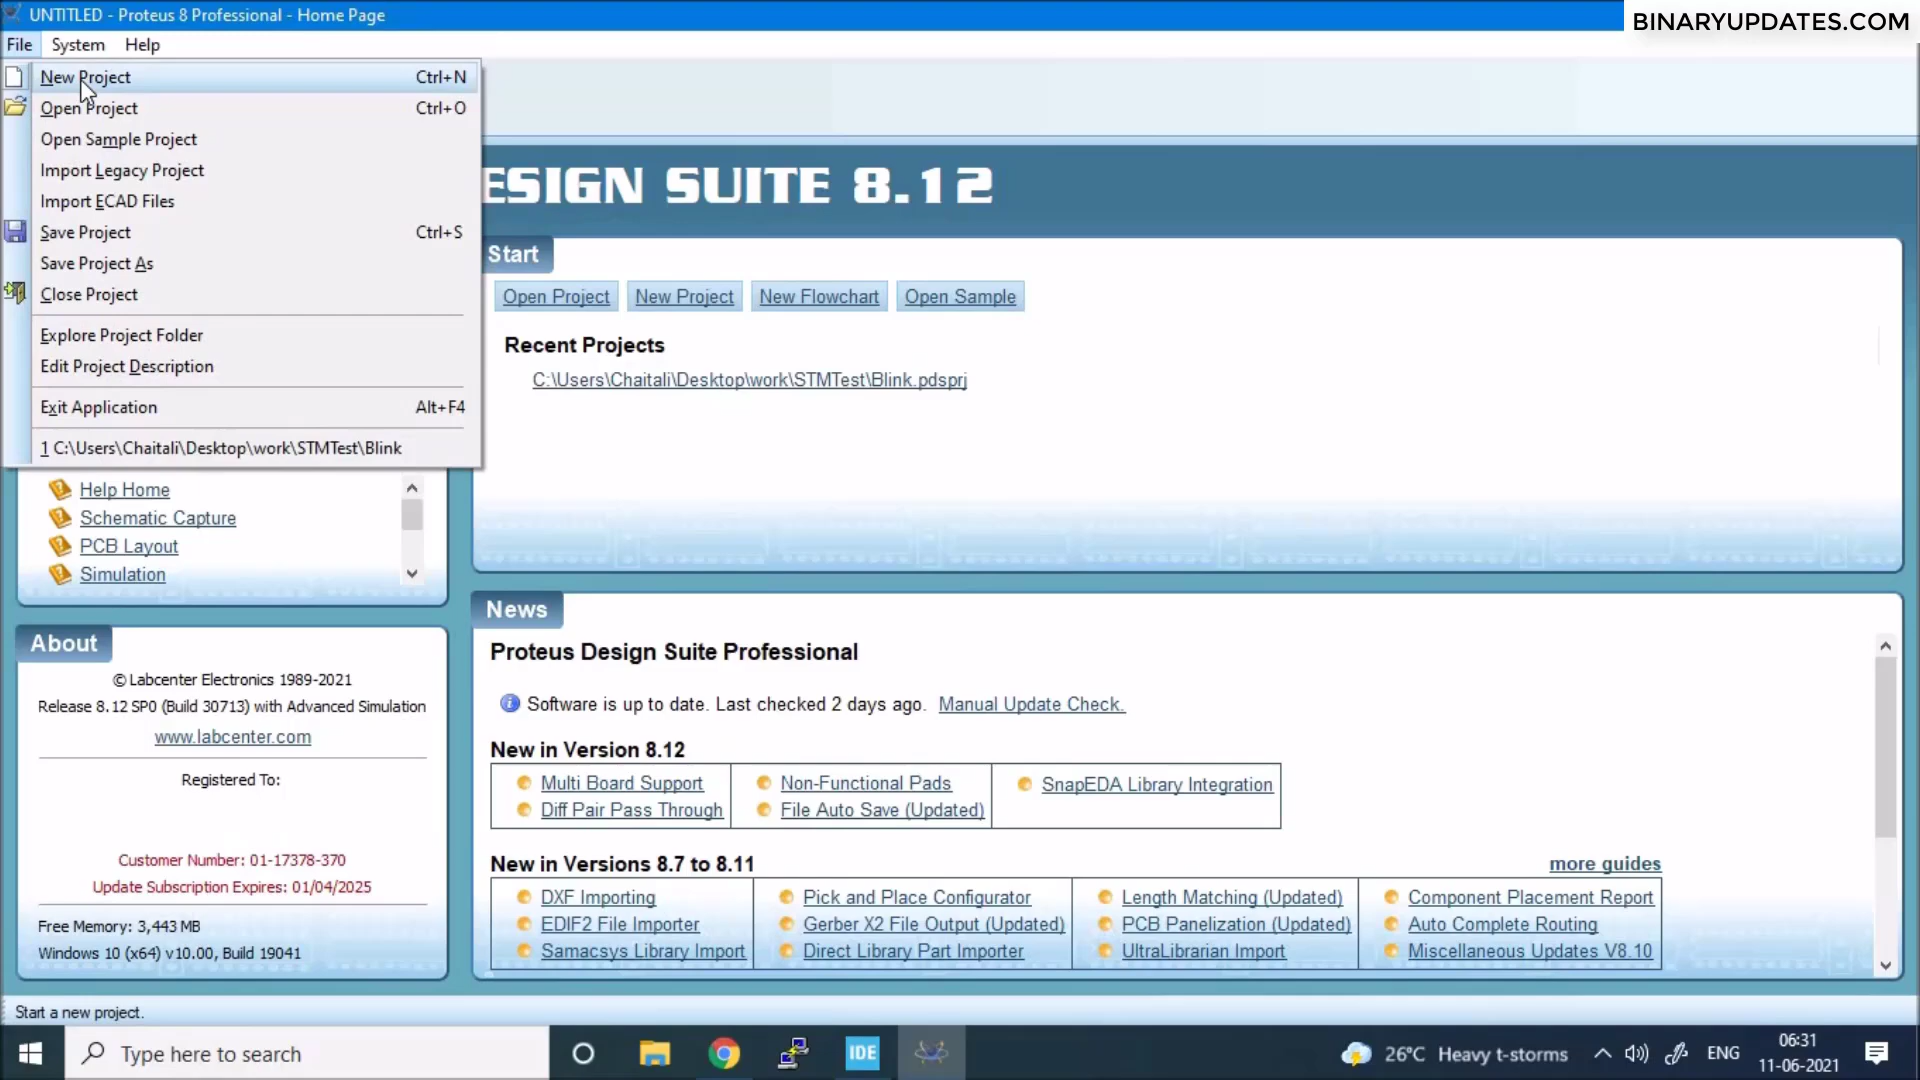 UNTITLED - Proteus 8 Professional - Home Page
BINARYUPDATES.COM
File System Help
New Project Ctrl+N
Open Project Ctrl+O
Open Sample Project
Import Legacy Project
Import ECAD Files
Save Project Ctrl+S
Save Project As
Close Project
Explore Project Folder
Edit Project Description
Exit Application Alt+F4
1 C:\Users\Chaitali\Desktop\work\STMTest\Blink
ESIGN SUITE 8.12
Start
Open Project New Project New Flowchart Open Sample
Recent Projects
C:\Users\Chaitali\Desktop\work\STMTest\Blink.pdsprj
Help Home
Schematic Capture
PCB Layout
Simulation
About
© Labcenter Electronics 1989-2021
Release 8.12 SP0 (Build 30713) with Advanced Simulation
www.labcenter.com
Registered To:
Customer Number: 01-17378-370
Update Subscription Expires: 01/04/2025
Free Memory: 3,443 MB
Windows 10 (x64) v10.00, Build 19041
News
Proteus Design Suite Professional
Software is up to date. Last checked 2 days ago. Manual Update Check.
New in Version 8.12
Multi Board Support Non-Functional Pads SnapEDA Library Integration
Diff Pair Pass Through File Auto Save (Updated)
New in Versions 8.7 to 8.11 more guides
DXF Importing Pick and Place Configurator Length Matching (Updated) Component Placement Report
EDIF2 File Importer Gerber X2 File Output (Updated) PCB Panelization (Updated) Auto Complete Routing
Samacsys Library Import Direct Library Part Importer UltraLibrarian Import Miscellaneous Updates V8.10
Start a new project.
Type here to search
IDE
26°C Heavy t-storms
ENG
06:31
11-06-2021